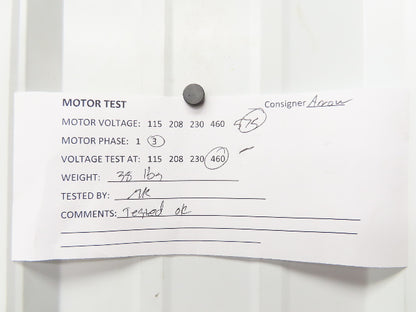 MOTOR TEST Consigner Arrow
MOTOR VOLTAGE: 115 208 230 460 575
MOTOR PHASE: 1 3
VOLTAGE TEST AT: 115 208 230 460
WEIGHT: 38 lbs
TESTED BY:
COMMENTS: Tested ok